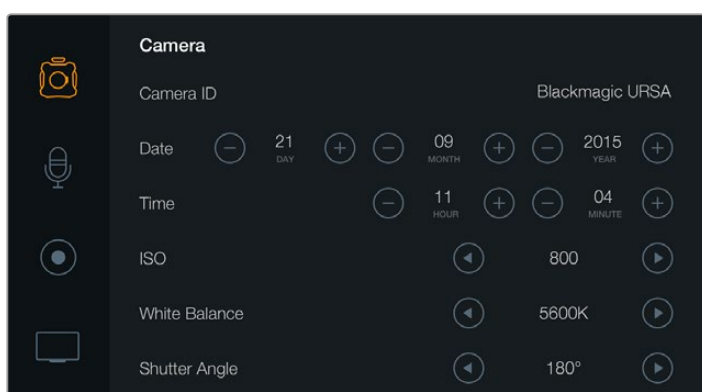 Camera
Camera ID Blackmagic URSA
Date 21 09 2015
DAY MONTH YEAR
Time 11 04
HOUR MINUTE
ISO 800
White Balance 5600K
Shutter Angle 180°